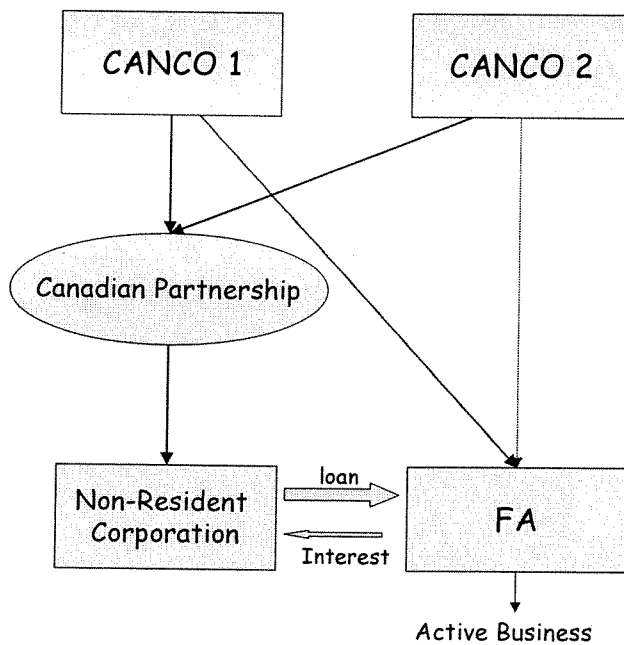 CANCO 1
CANCO 2
Canadian Partnership
Non-Resident
Corporation
loan
Interest
FA
Active Business